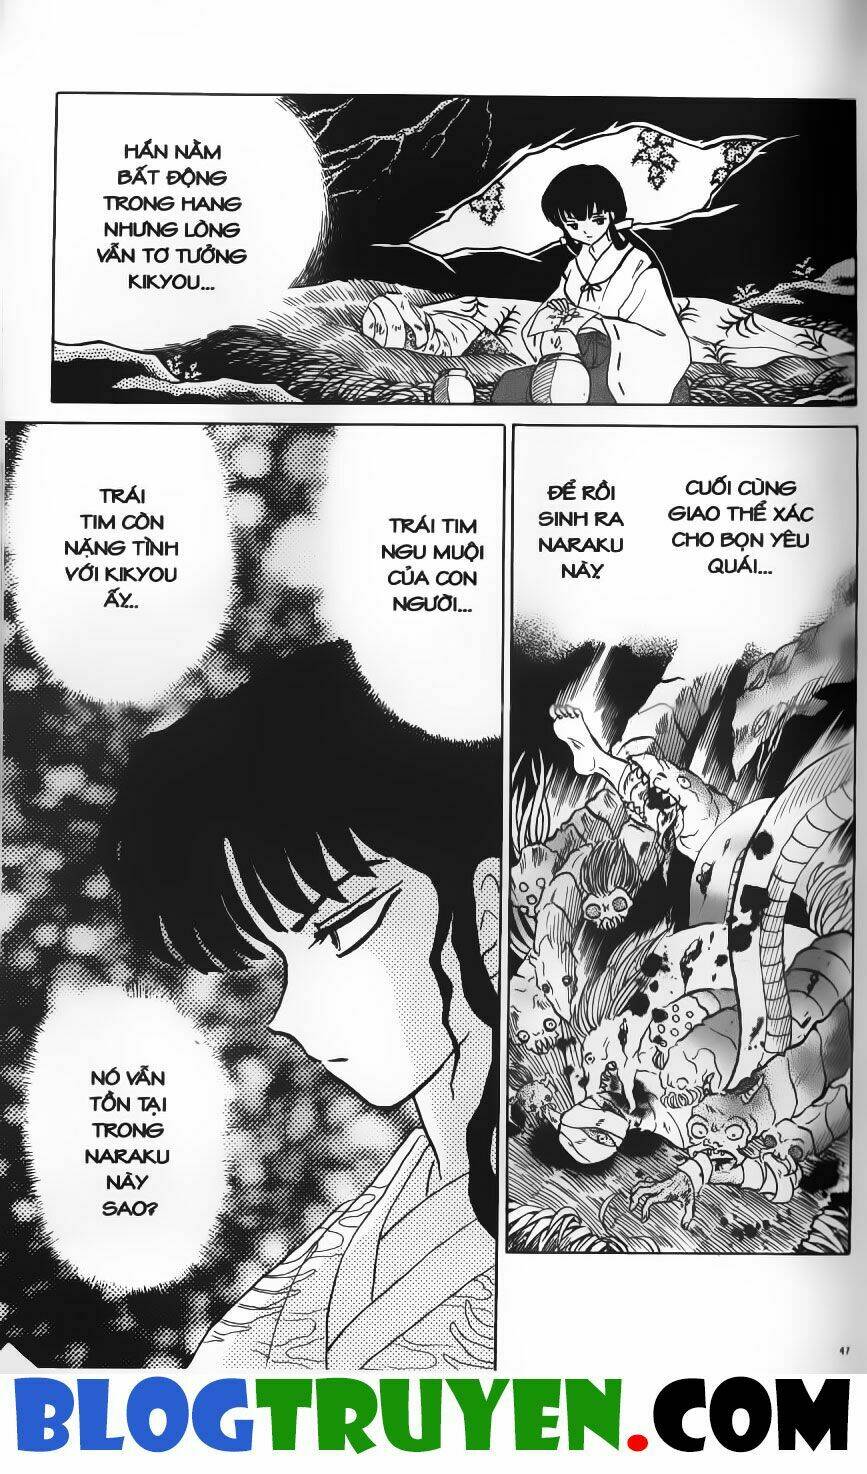 HẮN NẰM
BẤT ĐỘNG
TRONG HANG
NHƯNG LÒNG
VẪN TƠ TƯỞNG
KIKYOU...
CUỐI CÙNG
GIAO THỂ XÁC
CHO BỌN YÊU
QUÁI...
ĐỂ RỒI
SINH RA
NARAKU
NÀY.
TRÁI TIM
NGU MUỘI
CỦA CON
NGƯỜI...
TRÁI
TIM CÒN
NẶNG TÌNH
VỚI KIKYOU
ẤY...
NÓ VẪN
TỒN TẠI
TRONG
NARAKU
NÀY
SAO?
47
BLOGTRUYEN.COM